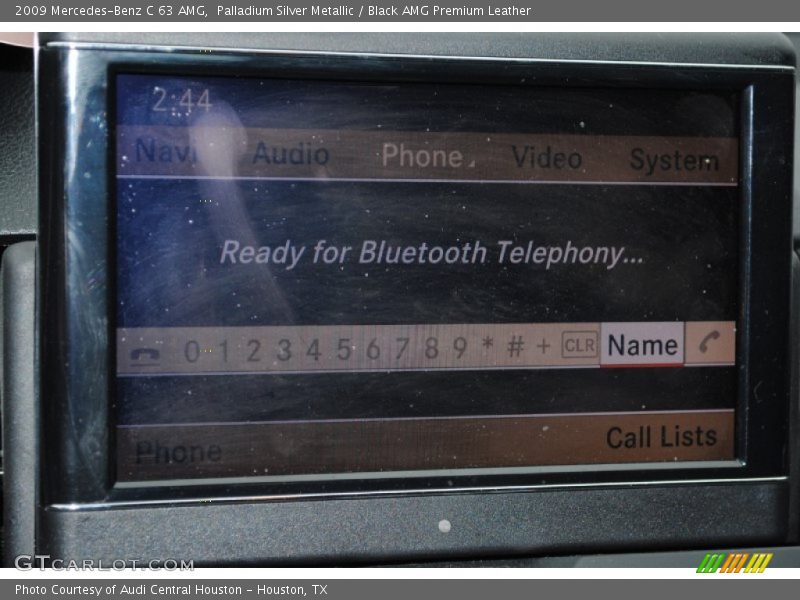 2009 Mercedes-Benz C 63 AMG, Palladium Silver Metallic / Black AMG Premium Leather
2:44
Navi Audio Phone Video System
Ready for Bluetooth Telephony...
0 1 2 3 4 5 6 7 8 9 * # + CLR Name
Phone Call Lists
GTCARLOT.COM
Photo Courtesy of Audi Central Houston - Houston, TX